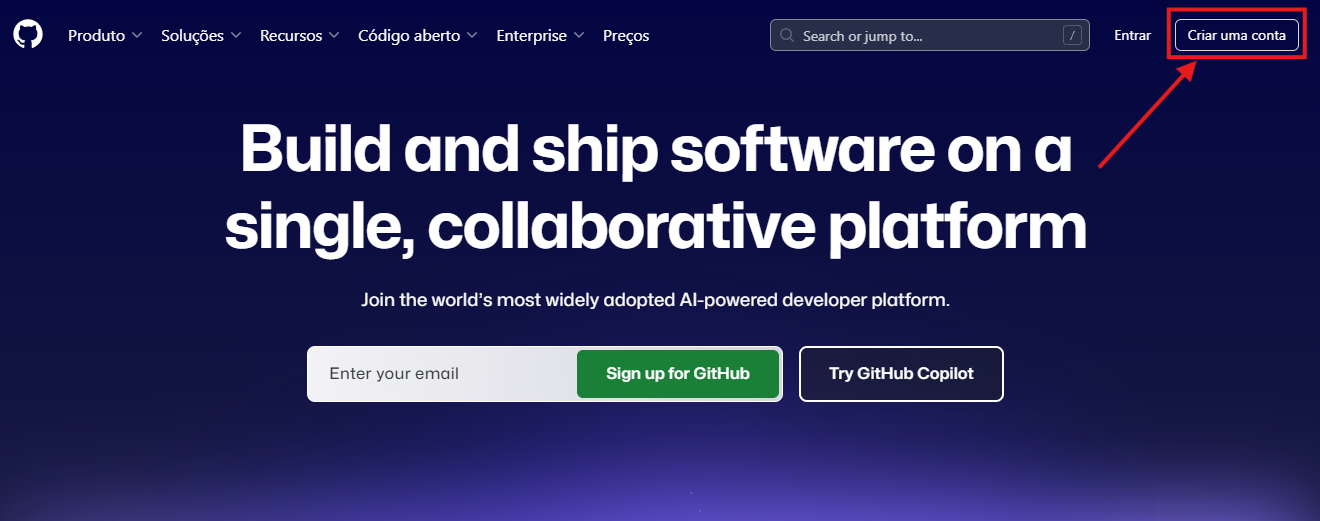 Produto Soluções Recursos Código aberto Enterprise Preços Search or jump to... / Entrar Criar uma conta
Build and ship software on a
single, collaborative platform
Join the world's most widely adopted AI-powered developer platform.
Enter your email Sign up for GitHub Try GitHub Copilot